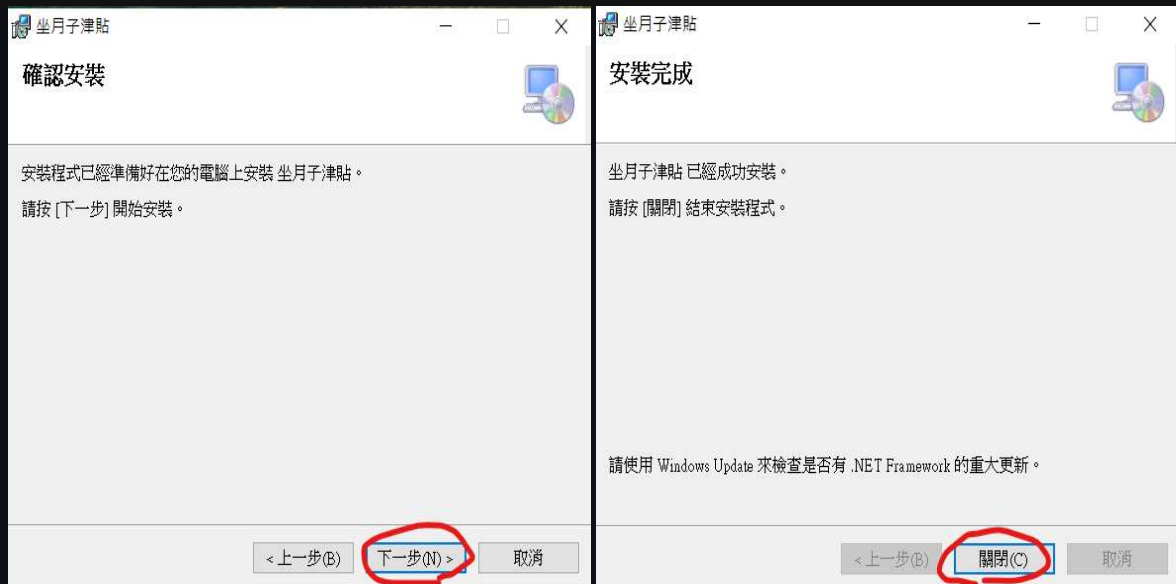 坐月子津貼
確認安裝
安裝程式已經準備好在您的電腦上安裝 坐月子津貼。
請按 [下一步] 開始安裝。
<上一步(B)
下一步(N) >
取消
坐月子津貼
安裝完成
坐月子津貼 已經成功安裝。
請按 [關閉] 結束安裝程式。
請使用 Windows Update 來檢查是否有 .NET Framework 的重大更新。
<上一步(B)
關閉(C)
取消